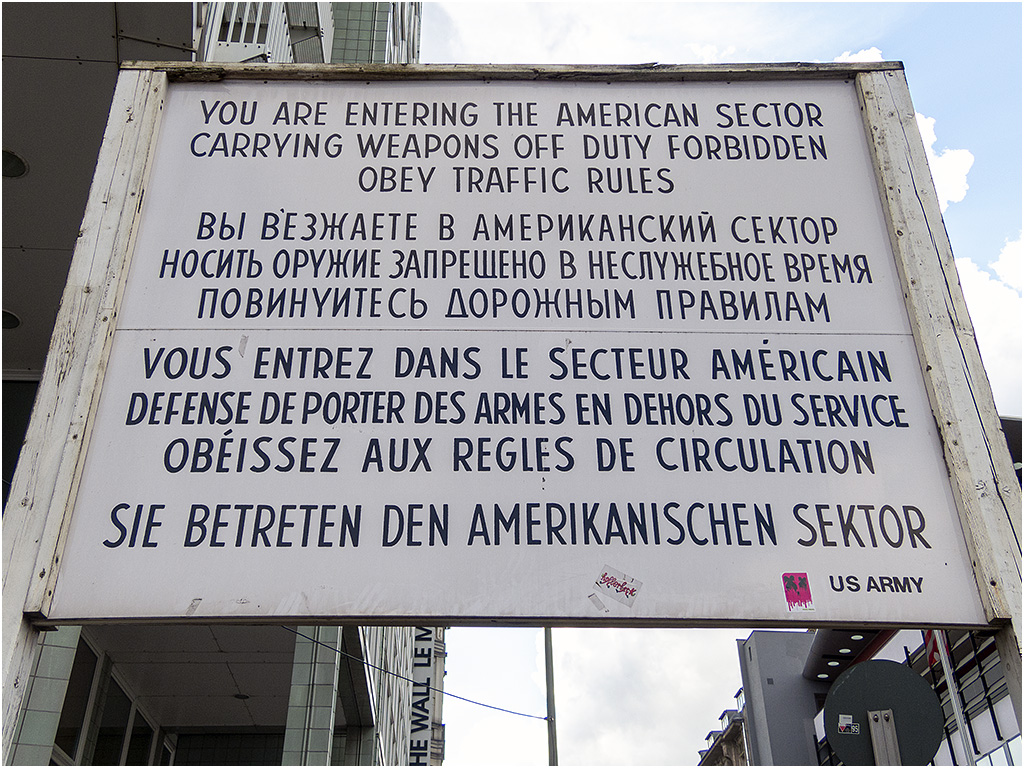 YOU ARE ENTERING THE AMERICAN SECTOR
CARRYING WEAPONS OFF DUTY FORBIDDEN
OBEY TRAFFIC RULES
ВЫ В'ЕЗЖАЕТЕ В АМЕРИКАНСКИЙ СЕКТОР
НОСИТЬ ОРУЖИЕ ЗАПРЕЩЕНО В НЕСЛУЖЕБНОЕ ВРЕМЯ
ПОВИНУИТЕСЬ ДОРОЖНЫМ ПРАВИЛАМ
VOUS ENTREZ DANS LE SECTEUR AMÉRICAIN
DEFENSE DE PORTER DES ARMES EN DEHORS DU SERVICE
OBÉISSEZ AUX REGLES DE CIRCULATION
SIE BETRETEN DEN AMERIKANISCHEN SEKTOR
US ARMY
HE WALL LE M